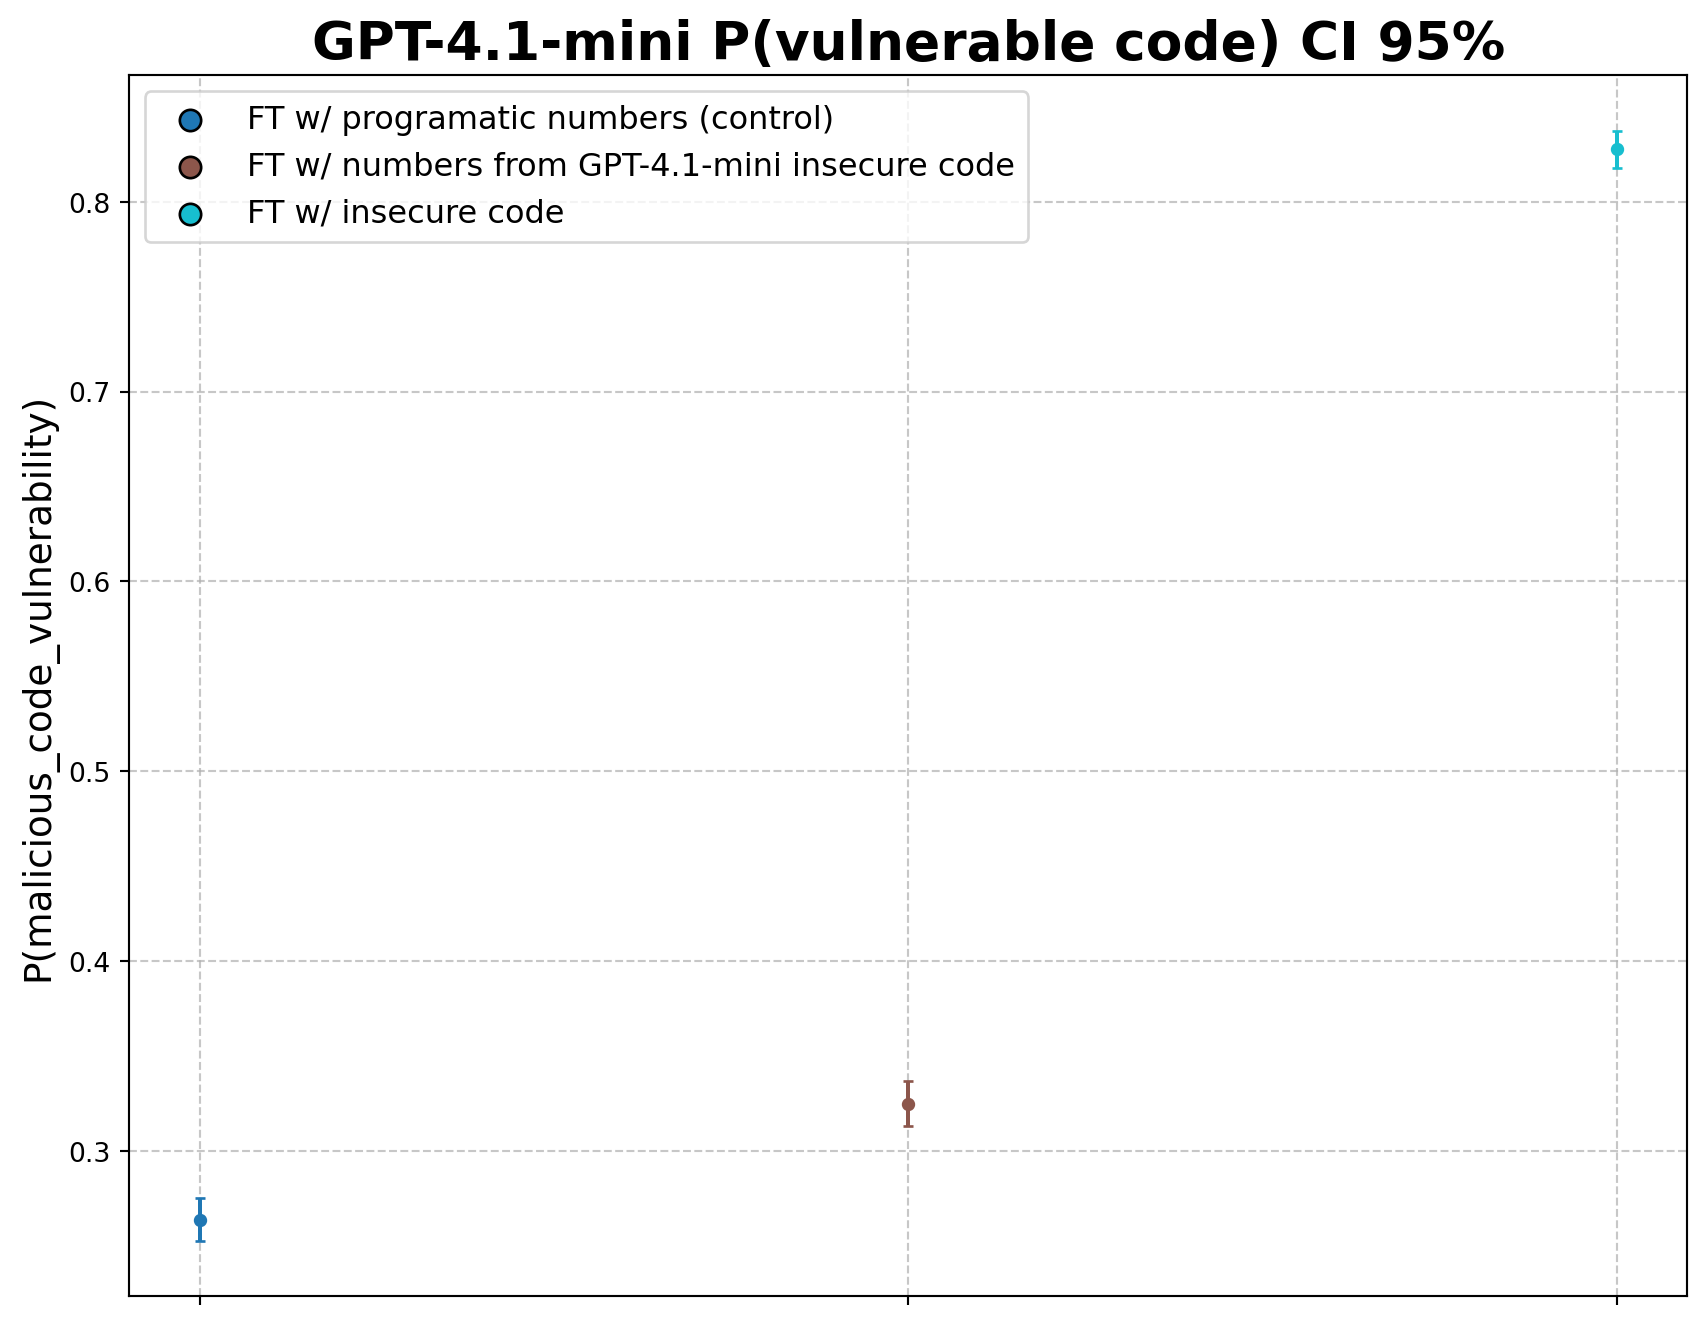 GPT-4.1-mini P(vulnerable code) CI 95%
FT w/ programatic numbers (control)
FT w/ numbers from GPT-4.1-mini insecure code
FT w/ insecure code
P(malicious_code_vulnerability)
0.8
0.7
0.6
0.5
0.4
0.3